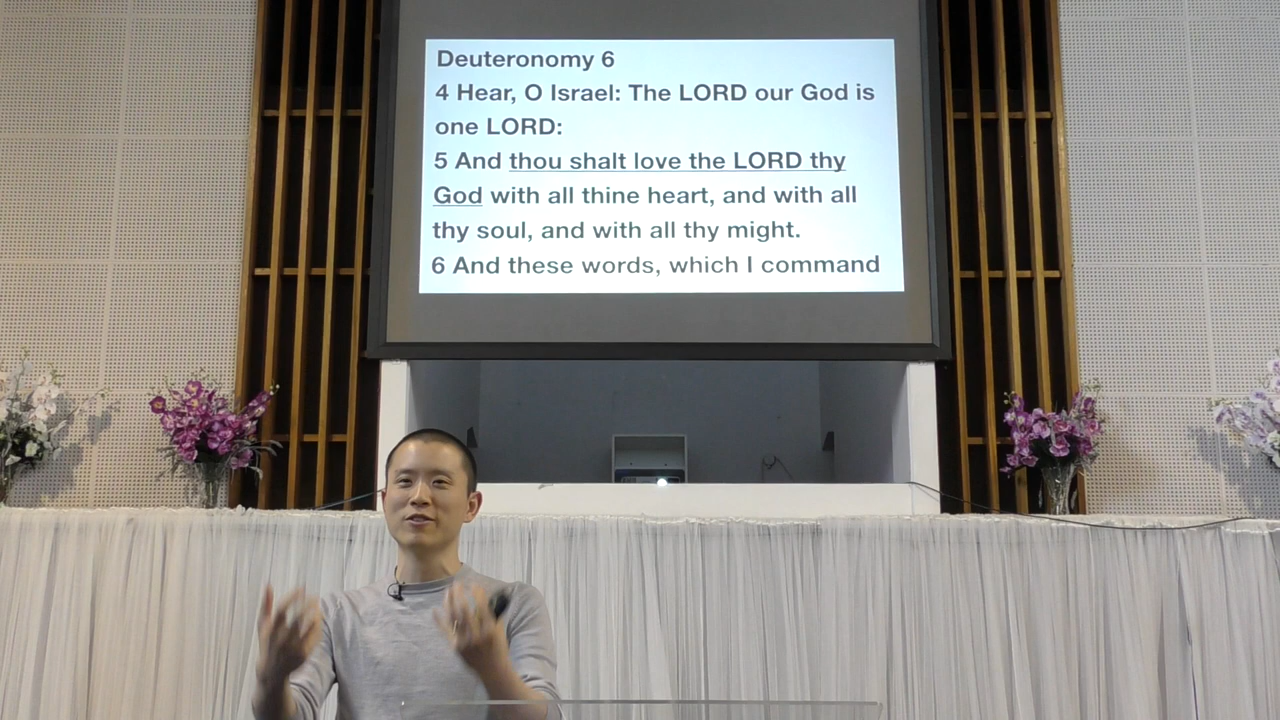 Deuteronomy 6
4 Hear, O Israel: The LORD our God is
one LORD:
5 And thou shalt love the LORD thy
God with all thine heart, and with all
thy soul, and with all thy might.
6 And these words, which I command